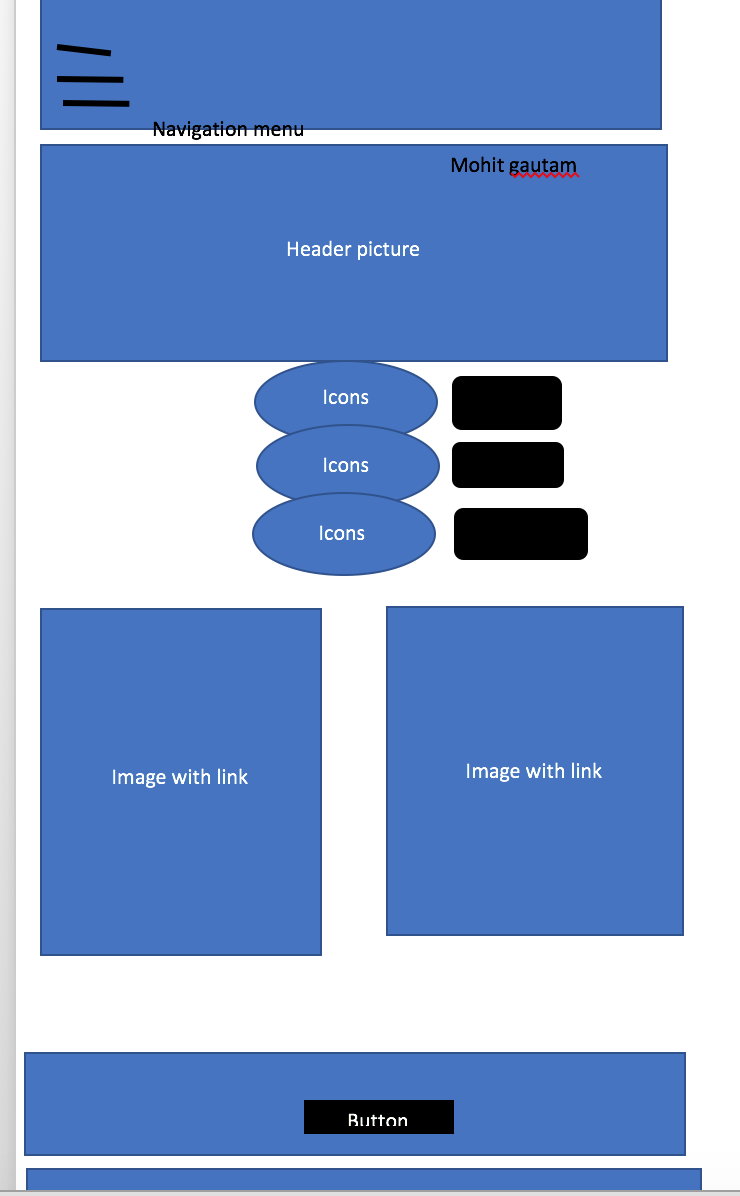 Navigation menu
Mohit gautam
Header picture
Icons
Icons
Icons
Image with link
Image with link
Button